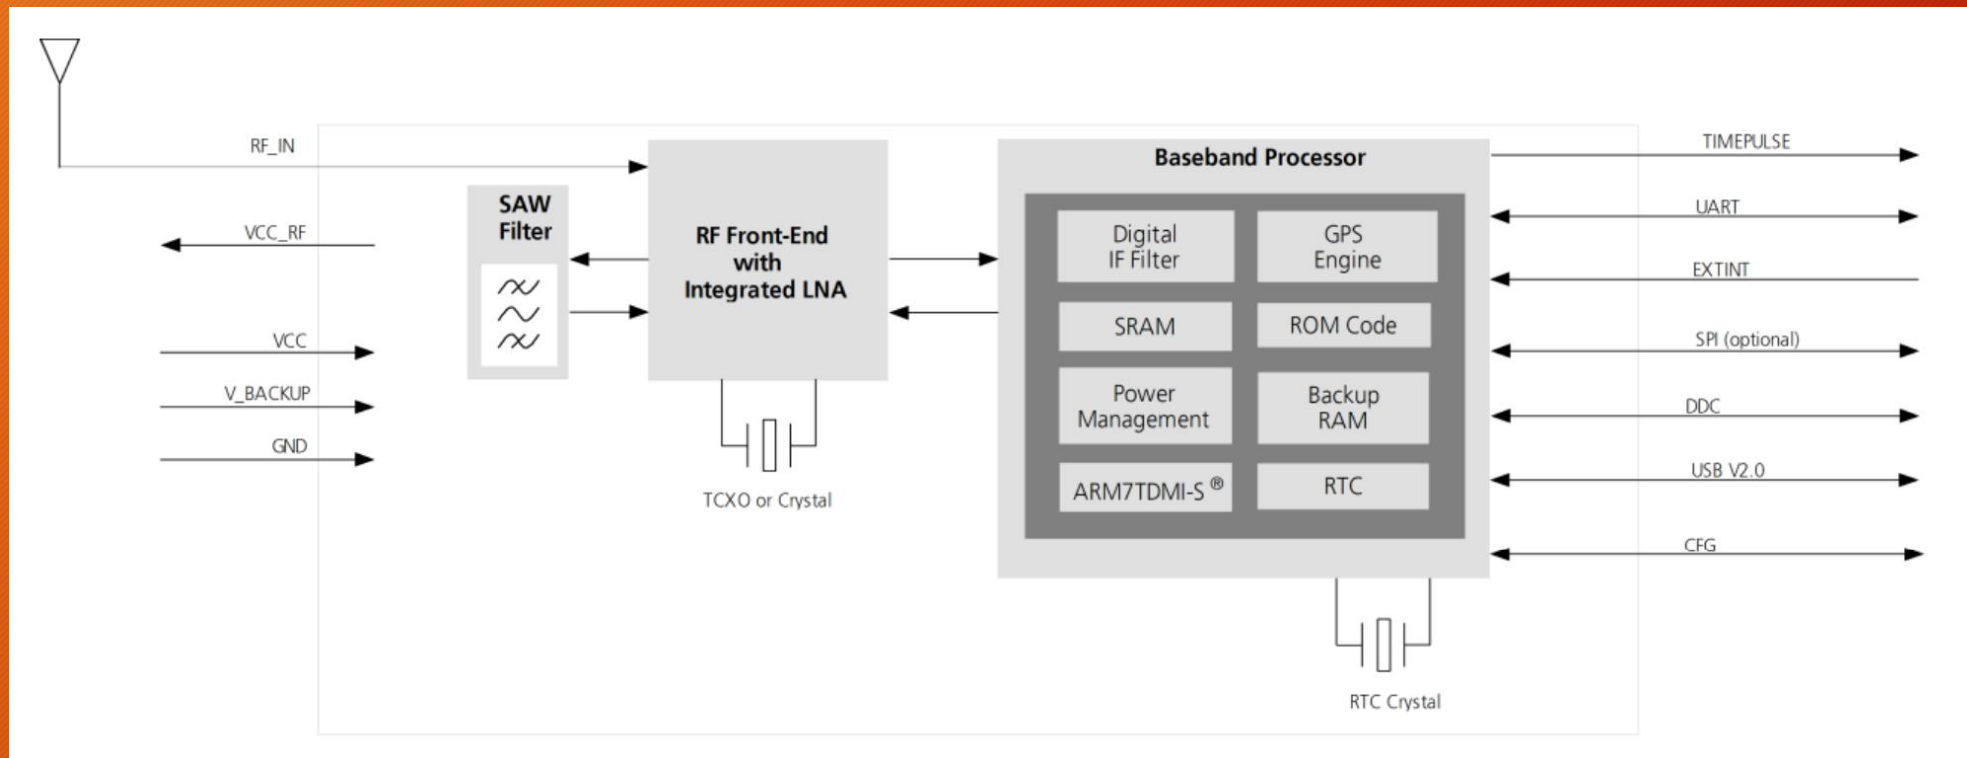 RF_IN
VCC_RF
VCC
V_BACKUP
GND
SAW
Filter
RF Front-End
with
Integrated LNA
TCXO or Crystal
Baseband Processor
Digital
IF Filter
GPS
Engine
SRAM
ROM Code
Power
Management
Backup
RAM
ARM7TDMI-S ®
RTC
RTC Crystal
TIMEPULSE
UART
EXTINT
SPI (optional)
DDC
USB V2.0
CFG